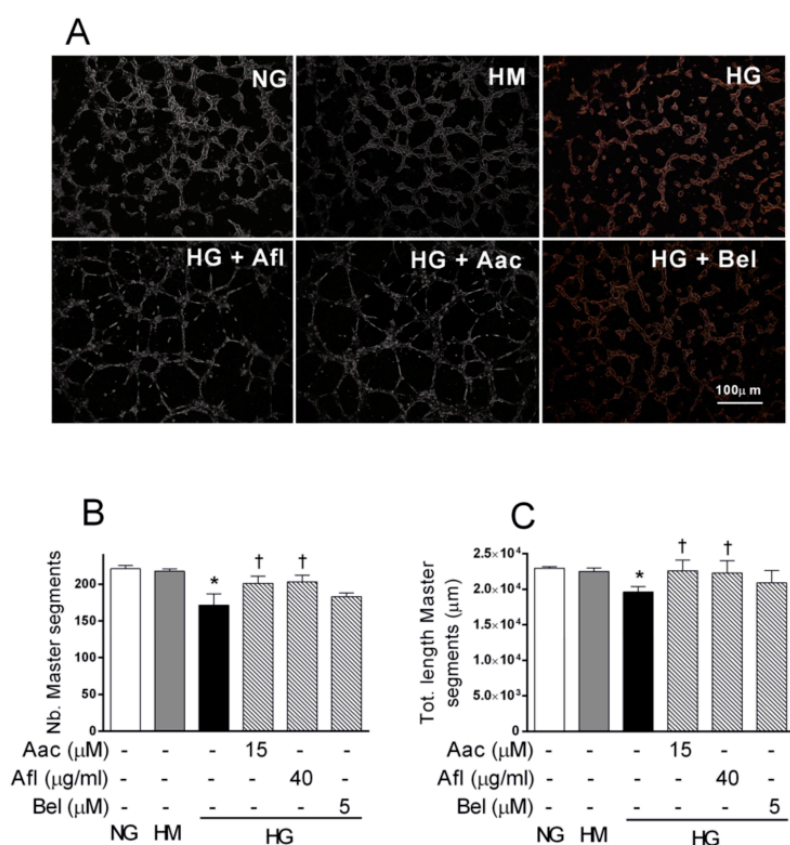 A
NG HM HG
HG + Afl HG + Aac HG + Bel
100μ m
B
Nb. Master segments
200
150
100
50
0
* † †
Aac (μM) - - - 15 - -
Afl (μg/ml) - - - - 40 -
Bel (μM) - - - - - 5
NG HM HG
C
Tot. length Master
segments (μm)
2.5×10⁴
2.0×10⁴
1.5×10⁴
1.0×10⁴
5.0×10³
0
* † †
Aac (μM) - - - 15 - -
Afl (μg/ml) - - - - 40 -
Bel (μM) - - - - - 5
NG HM HG